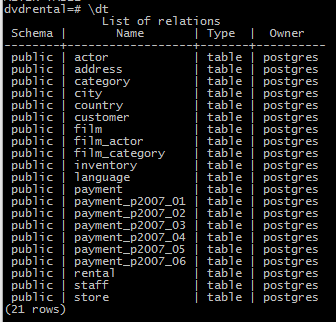 dvdrental=# \dt
List of relations
Schema | Name | Type | Owner
--------+------------------+-------+----------
public | actor | table | postgres
public | address | table | postgres
public | category | table | postgres
public | city | table | postgres
public | country | table | postgres
public | customer | table | postgres
public | film | table | postgres
public | film_actor | table | postgres
public | film_category | table | postgres
public | inventory | table | postgres
public | language | table | postgres
public | payment | table | postgres
public | payment_p2007_01 | table | postgres
public | payment_p2007_02 | table | postgres
public | payment_p2007_03 | table | postgres
public | payment_p2007_04 | table | postgres
public | payment_p2007_05 | table | postgres
public | payment_p2007_06 | table | postgres
public | rental | table | postgres
public | staff | table | postgres
public | store | table | postgres
(21 rows)